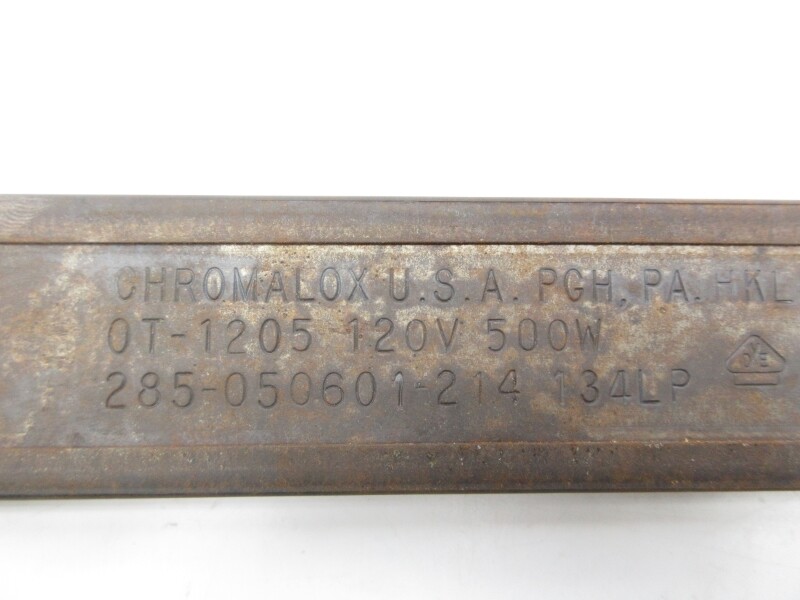 CHROMALOX U.S.A. PGH, PA. HKL
OT-1205 120V 500W
285-050601-214 134LP